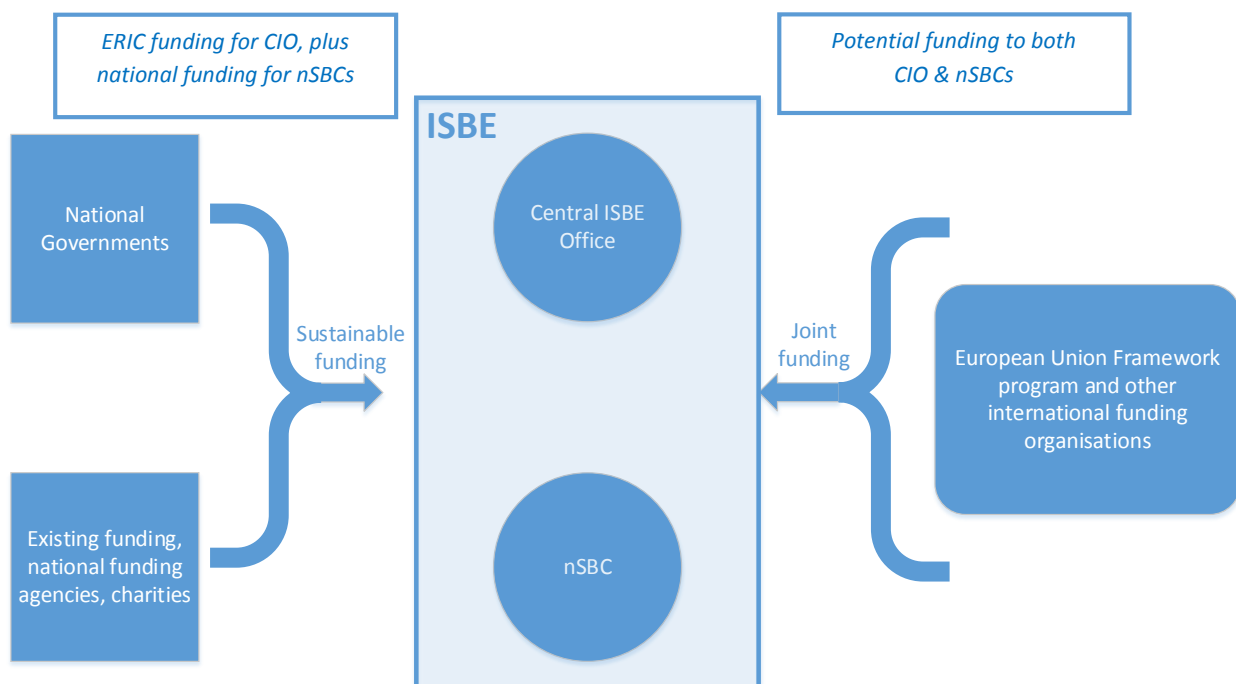 ERIC funding for CIO, plus
national funding for nSBCs
Potential funding to both
CIO & nSBCs
ISBE
National
Governments
Central ISBE
Office
Sustainable
funding
Joint
funding
European Union Framework
program and other
international funding
organisations
Existing funding,
national funding
agencies, charities
nSBC